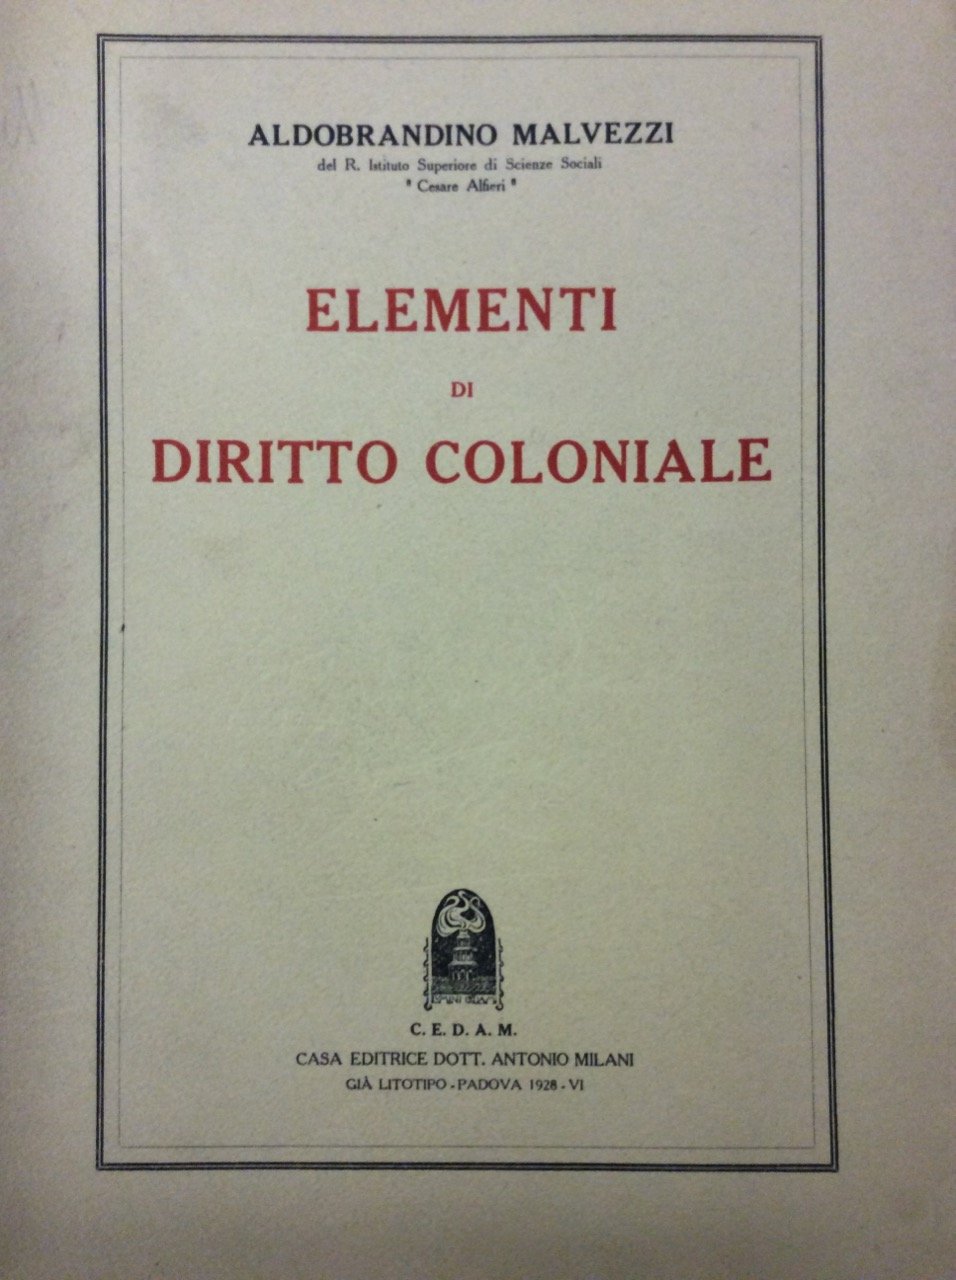 ALDOBRANDINO MALVEZZI
del R. Istituto Superiore di Scienze Sociali
" Cesare Alfieri "
ELEMENTI
DI
DIRITTO COLONIALE
C. E. D. A. M.
CASA EDITRICE DOTT. ANTONIO MILANI
GIÀ LITOTIPO - PADOVA 1928 - VI